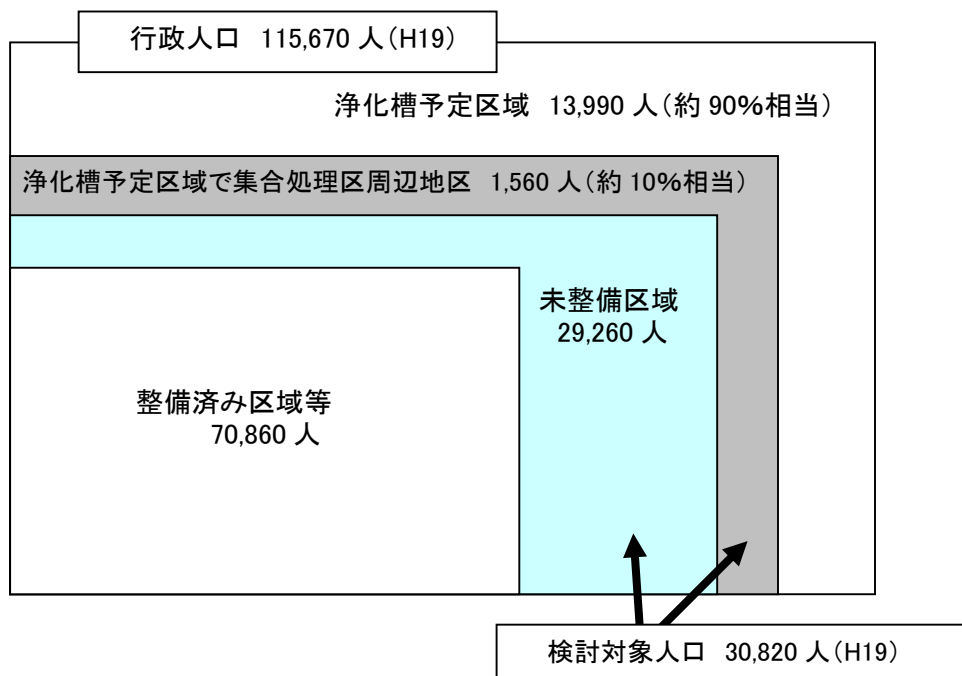 行政人口 115,670 人(H19)
浄化槽予定区域 13,990 人(約 90%相当)
浄化槽予定区域で集合処理区周辺地区 1,560 人(約 10%相当)
未整備区域
29,260 人
整備済み区域等
70,860 人
検討対象人口 30,820 人(H19)